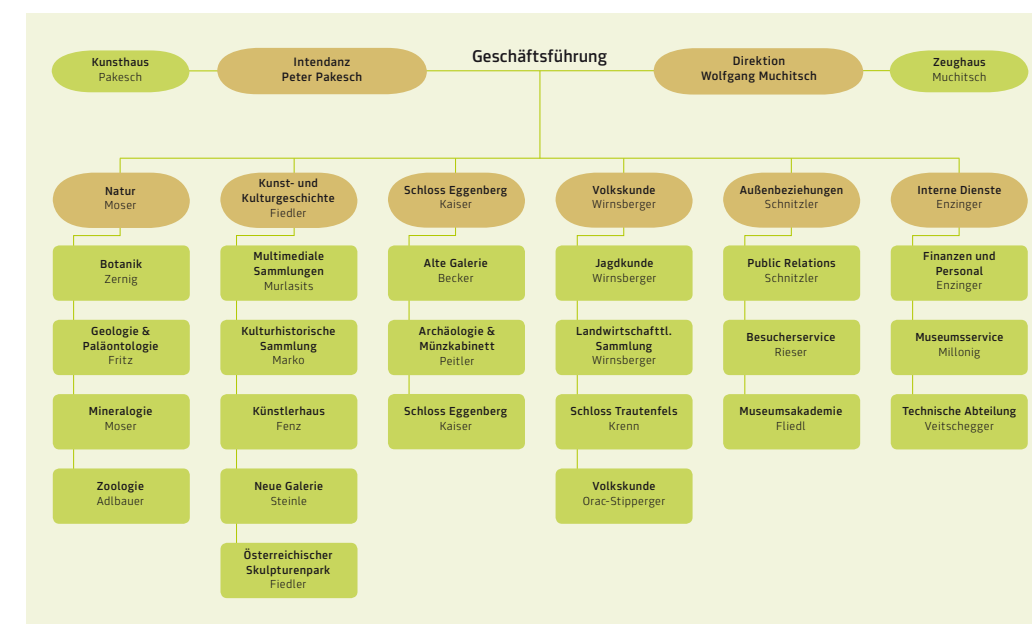 Geschäftsführung
Kunsthaus
Pakesch
Intendanz
Peter Pakesch
Direktion
Wolfgang Muchitsch
Zeughaus
Muchitsch
Natur
Moser
Kunst- und
Kulturgeschichte
Fiedler
Schloss Eggenberg
Kaiser
Volkskunde
Wirnsberger
Außenbeziehungen
Schnitzler
Interne Dienste
Enzinger
Botanik
Zernig
Multimediale
Sammlungen
Murlasits
Alte Galerie
Becker
Jagdkunde
Wirnsberger
Public Relations
Schnitzler
Finanzen und
Personal
Enzinger
Geologie &
Paläontologie
Fritz
Kulturhistorische
Sammlung
Marko
Archäologie &
Münzkabinett
Peitler
Landwirtschafttl.
Sammlung
Wirnsberger
Besucherservice
Rieser
Museumsservice
Millonig
Mineralogie
Moser
Künstlerhaus
Fenz
Schloss Eggenberg
Kaiser
Schloss Trautenfels
Krenn
Museumsakademie
Fliedl
Technische Abteilung
Veitschegger
Zoologie
Adlbauer
Neue Galerie
Steinle
Volkskunde
Orac-Stipperger
Österreichischer
Skulpturenpark
Fiedler